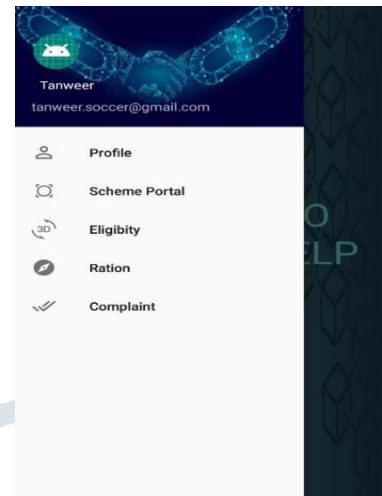 Tanweer
tanweer.soccer@gmail.com
Profile
Scheme Portal
3D
Eligibity
Ration
Complaint
O
ELP